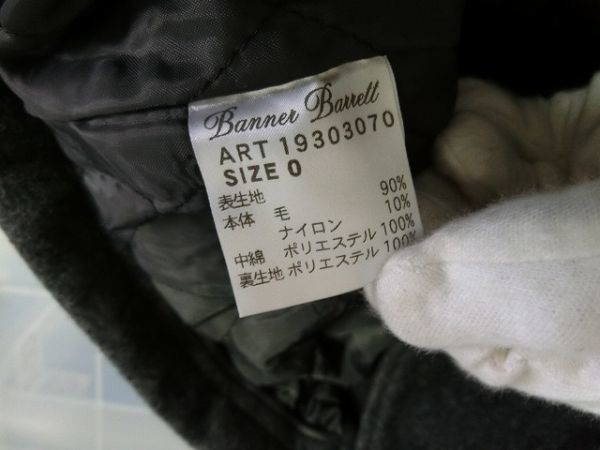 Banner Barrett
ART 19303070
SIZE 0
表生地
本体 毛 90%
ナイロン 10%
中綿 ポリエステル 100%
裏生地 ポリエステル 100%